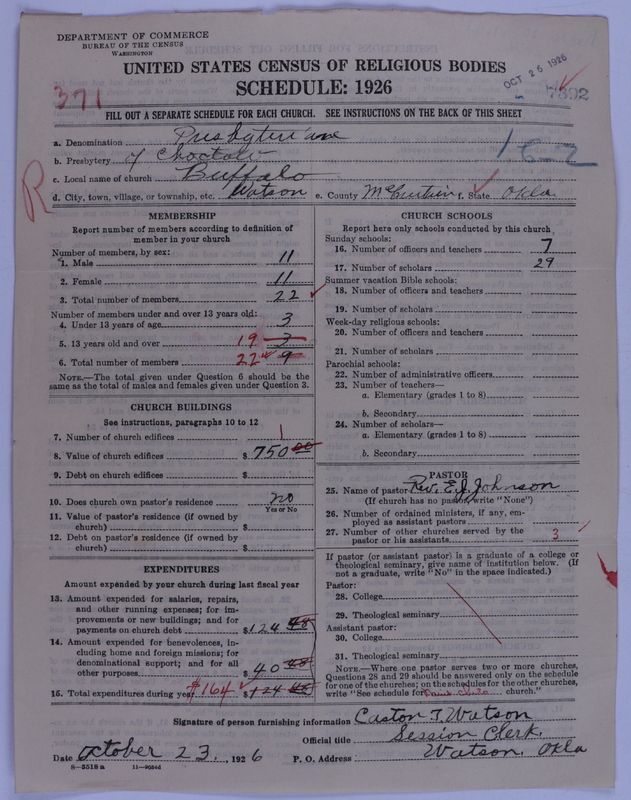 DEPARTMENT OF COMMERCE
BUREAU OF THE CENSUS
WASHINGTON
UNITED STATES CENSUS OF RELIGIOUS BODIES
SCHEDULE: 1926
OCT 25 1926
371
7892
FILL OUT A SEPARATE SCHEDULE FOR EACH CHURCH. SEE INSTRUCTIONS ON THE BACK OF THIS SHEET
16-2
R
a. Denomination Presbyteriane
b. Presbytery of Choctaw
c. Local name of church Buffalo
d. City, town, village, or township, etc. Watson e. County McCurtain f. State Okla
MEMBERSHIP
Report number of members according to definition of
member in your church
Number of members, by sex:
1. Male 11
2. Female 11
3. Total number of members 22
Number of members under and over 13 years old:
4. Under 13 years of age 3
5. 13 years old and over 19 3
6. Total number of members 22 9
NOTE.—The total given under Question 6 should be the
same as the total of males and females given under Question 3.
CHURCH BUILDINGS
See instructions, paragraphs 10 to 12
7. Number of church edifices 1
8. Value of church edifices $ 750 00
9. Debt on church edifices $
10. Does church own pastor's residence no
Yes or No
11. Value of pastor's residence (if owned by
church) $
12. Debt on pastor's residence (if owned by
church) $
EXPENDITURES
Amount expended by your church during last fiscal year
13. Amount expended for salaries, repairs,
and other running expenses; for im-
provements or new buildings; and for
payments on church debt $ 124 48
14. Amount expended for benevolences, in-
cluding home and foreign missions; for
denominational support; and for all
other purposes $ 40 48
15. Total expenditures during year $164 $ 124 48
CHURCH SCHOOLS
Report here only schools conducted by this church
Sunday schools:
16. Number of officers and teachers 7
17. Number of scholars 29
Summer vacation Bible schools:
18. Number of officers and teachers
19. Number of scholars
Week-day religious schools:
20. Number of officers and teachers
21. Number of scholars
Parochial schools:
22. Number of administrative officers
23. Number of teachers—
a. Elementary (grades 1 to 8)
b. Secondary
24. Number of scholars—
a. Elementary (grades 1 to 8)
b. Secondary
PASTOR
25. Name of pastor Rev. E. J. Johnson
(If church has no pastor, write "None")
26. Number of ordained ministers, if any, em-
ployed as assistant pastors
27. Number of other churches served by the
pastor or his assistants 3
If pastor (or assistant pastor) is a graduate of a college or
theological seminary, give name of institution below. (If
not a graduate, write "No" in the space indicated.)
Pastor:
28. College
29. Theological seminary
Assistant pastor:
30. College
31. Theological seminary
NOTE.—Where one pastor serves two or more churches,
Questions 28 and 29 should be answered only on the schedule
for one of the churches; on the schedules for the other churches,
write "See schedule for church."
Signature of person furnishing information Caston T. Watson
Official title Session Clerk
Date October 23, 1926 P. O. Address Watson, Okla
8—5518 a 11—9056d